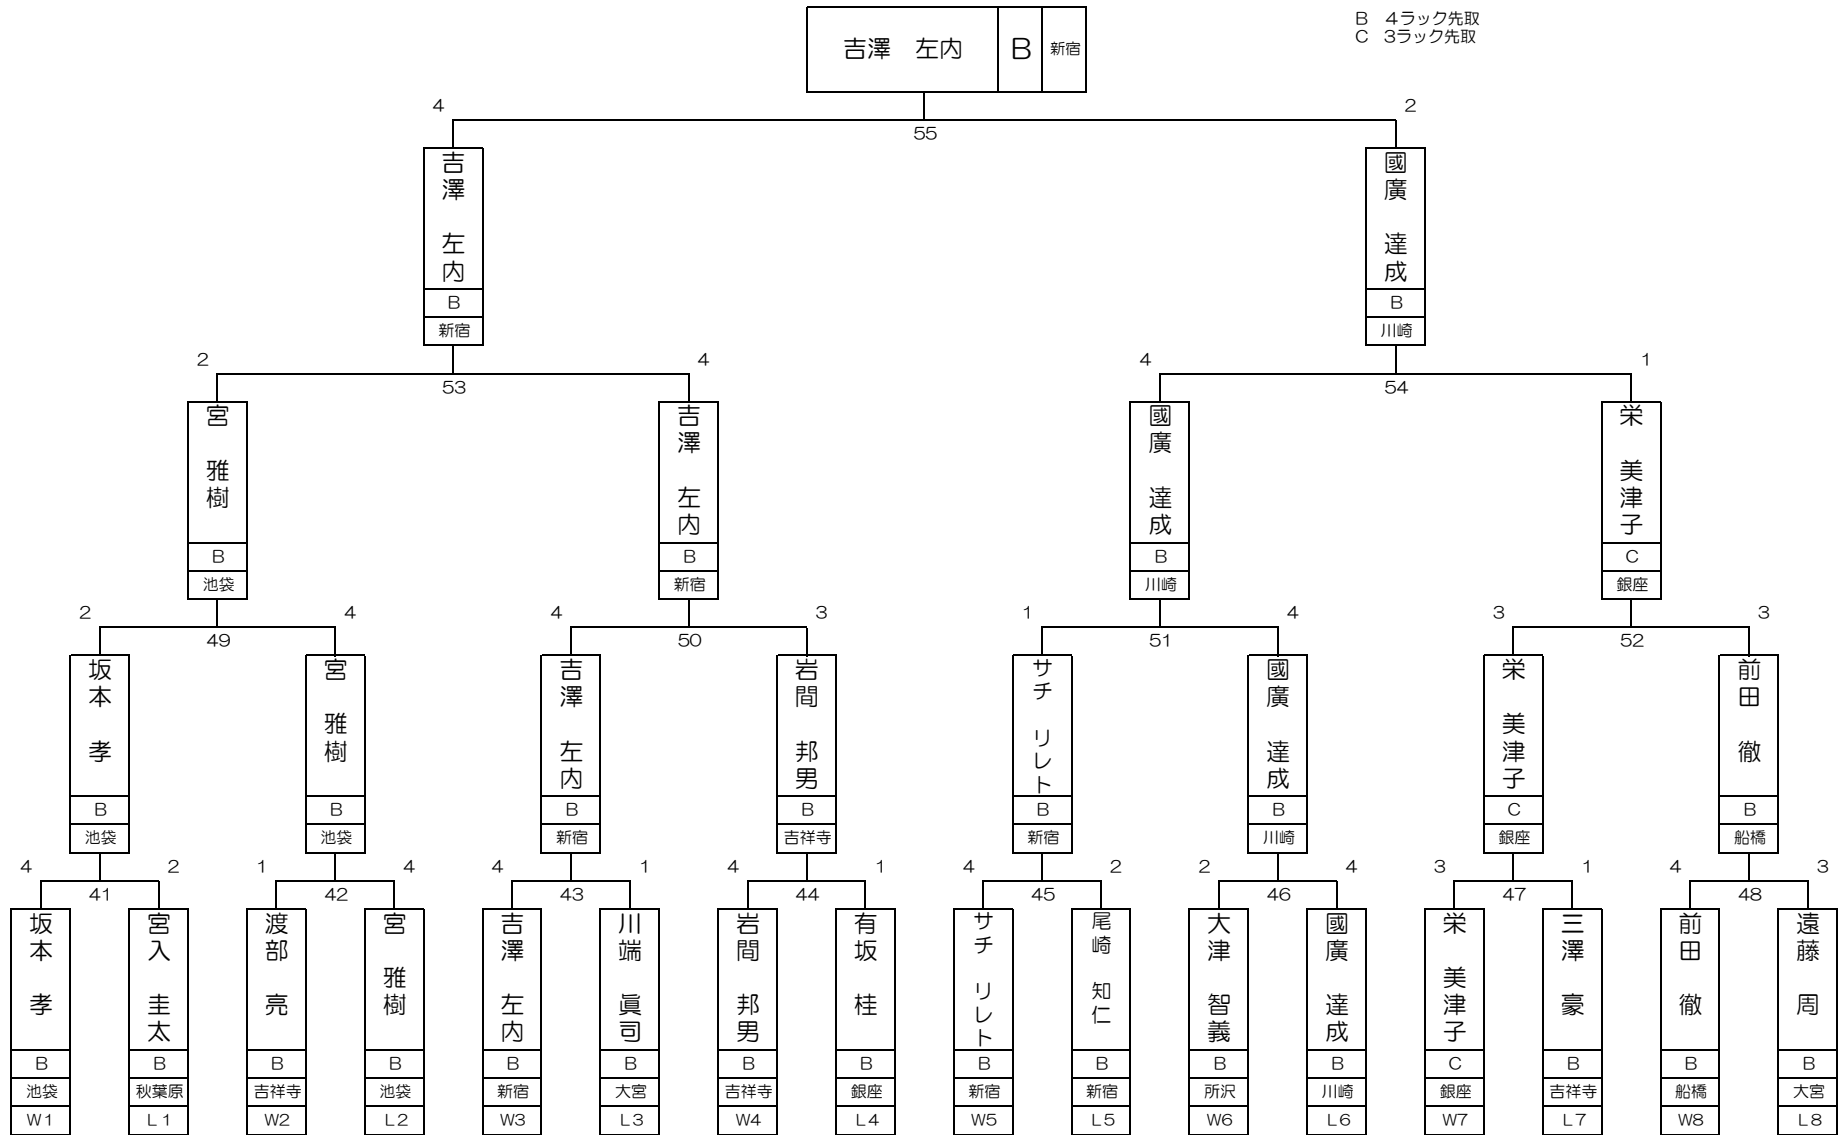 B　4ラック先取
C　3ラック先取
吉澤　左内 B 新宿
4 2
55
吉澤　左内 國廣　達成
B B
新宿 川崎
2 4 4 1
53 54
宮　雅樹 吉澤　左内 國廣　達成 栄　美津子
B B B C
池袋 新宿 川崎 銀座
2 4 4 3 1 4 3 3
49 50 51 52
坂本　孝 宮　雅樹 吉澤　左内 岩間　邦男 サチ　リレト 國廣　達成 栄　美津子 前田　徹
B B B B B B C B
池袋 池袋 新宿 吉祥寺 新宿 川崎 銀座 船橋
4 2 1 4 4 1 4 1 4 2 2 4 3 1 4 3
41 42 43 44 45 46 47 48
坂本　孝 宮入　圭太 渡部　亮 宮　雅樹 吉澤　左内 川端　眞司 岩間　邦男 有坂　桂 サチ　リレト 尾崎　知仁 大津　智義 國廣　達成 栄　美津子 三澤　豪 前田　徹 遠藤　周
B B B B B B B B B B B B C B B B
池袋 秋葉原 吉祥寺 池袋 新宿 大宮 吉祥寺 銀座 新宿 新宿 所沢 川崎 銀座 吉祥寺 船橋 大宮
W1 L1 W2 L2 W3 L3 W4 L4 W5 L5 W6 L6 W7 L7 W8 L8